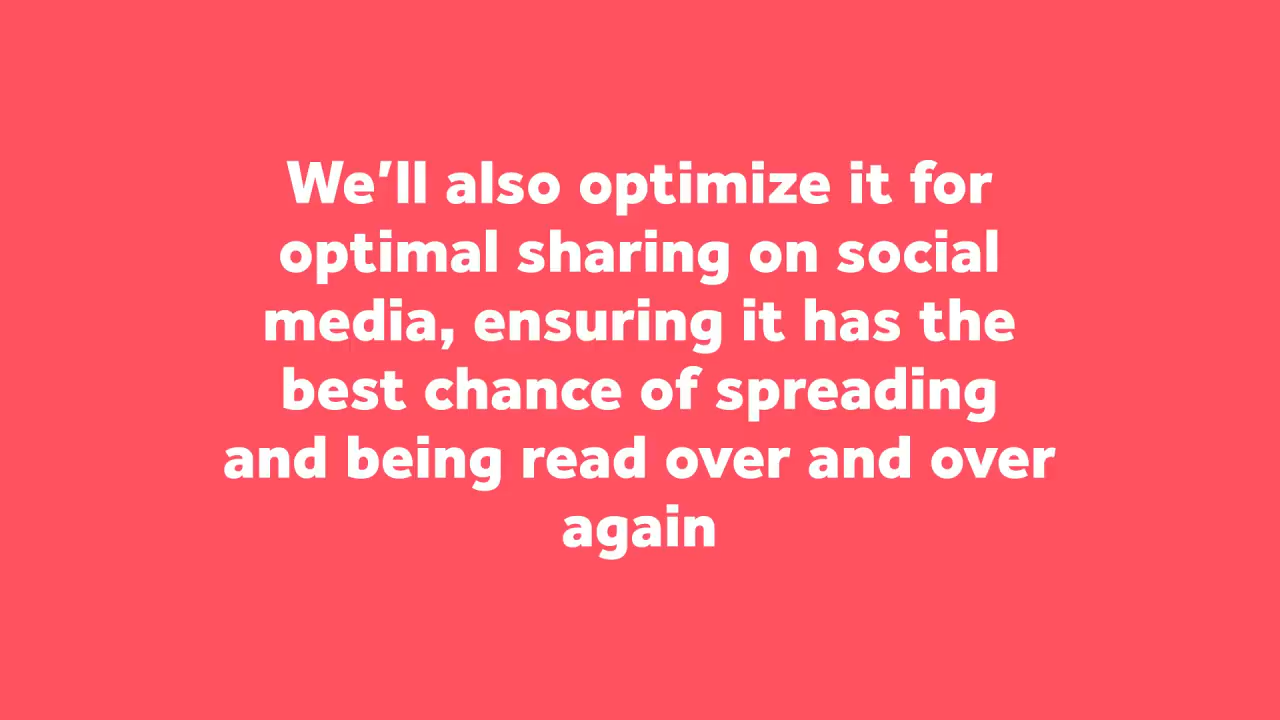 We’ll also optimize it for
optimal sharing on social
media, ensuring it has the
best chance of spreading
and being read over and over
again